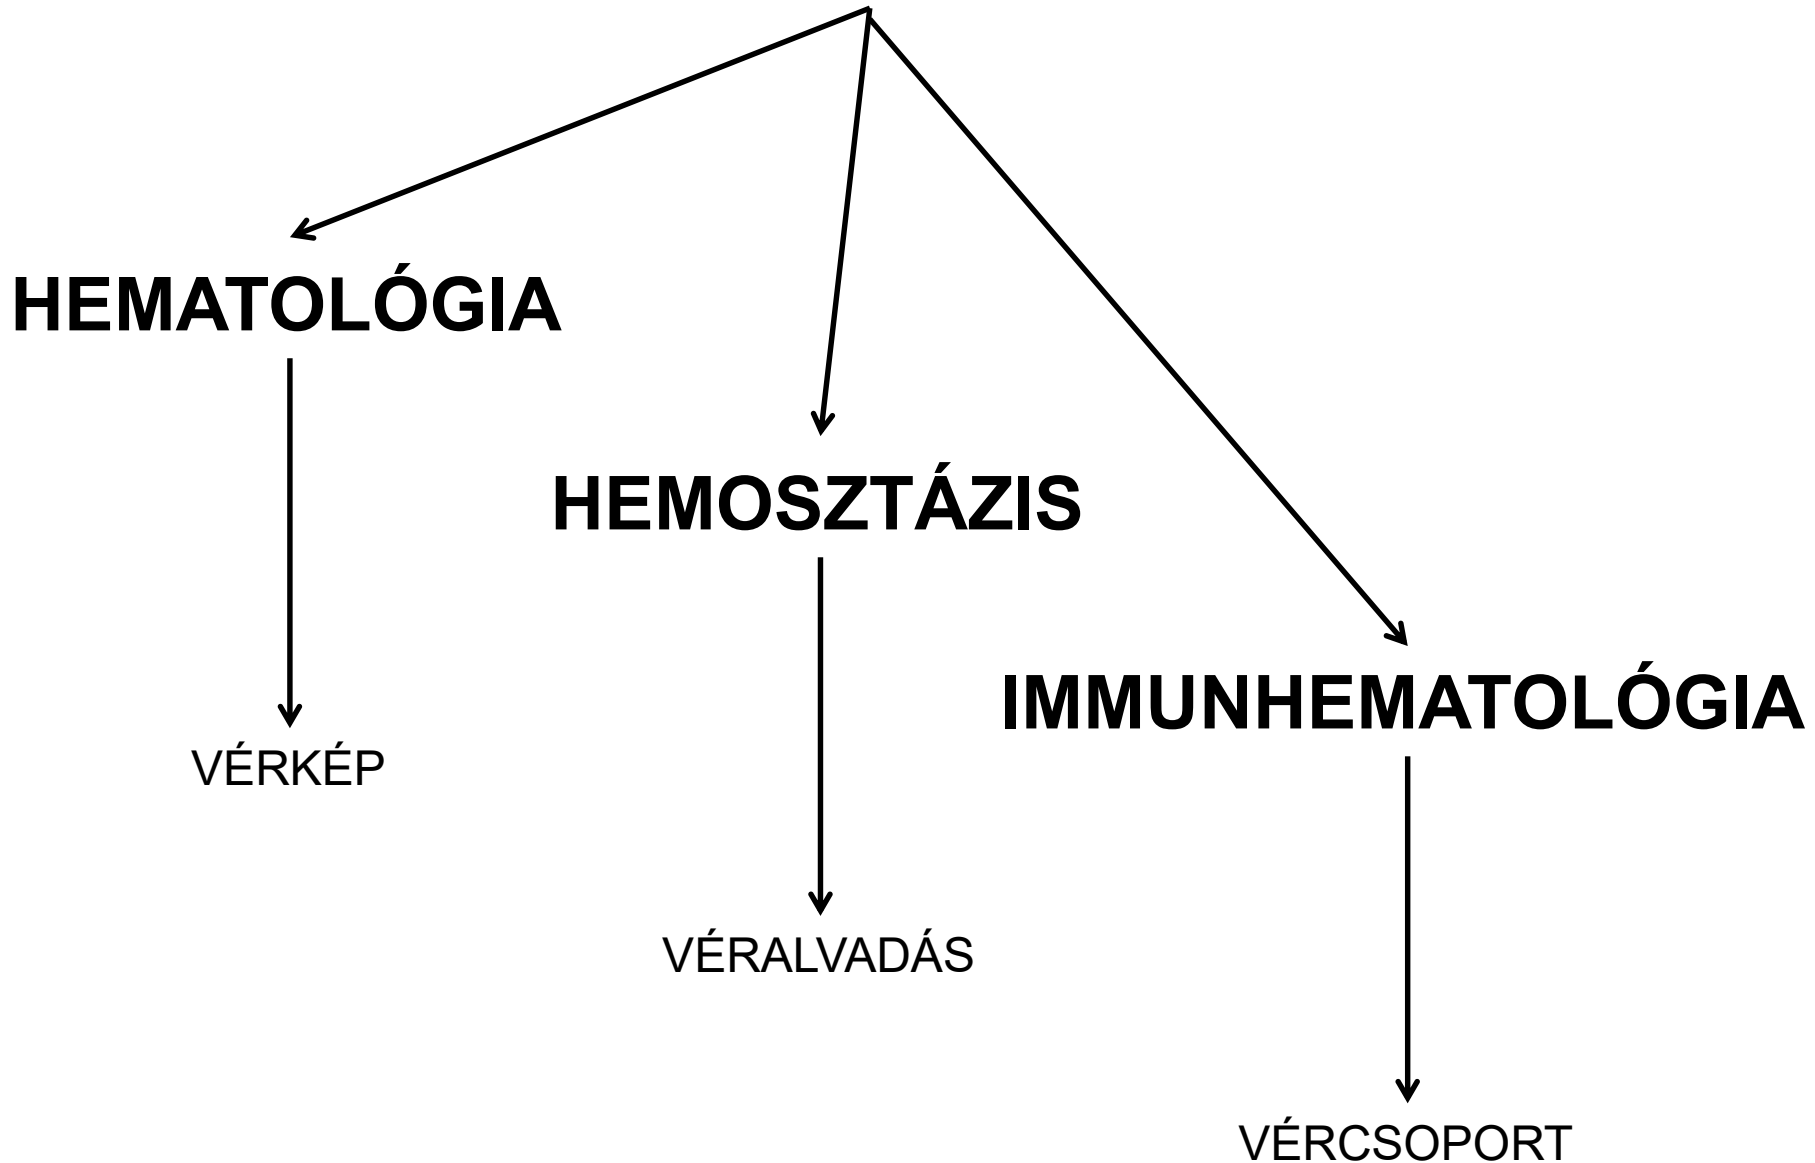 HEMATOLÓGIA
HEMOSZTÁZIS
IMMUNHEMATOLÓGIA
VÉRKÉP
VÉRALVADÁS
VÉRCSOPORT